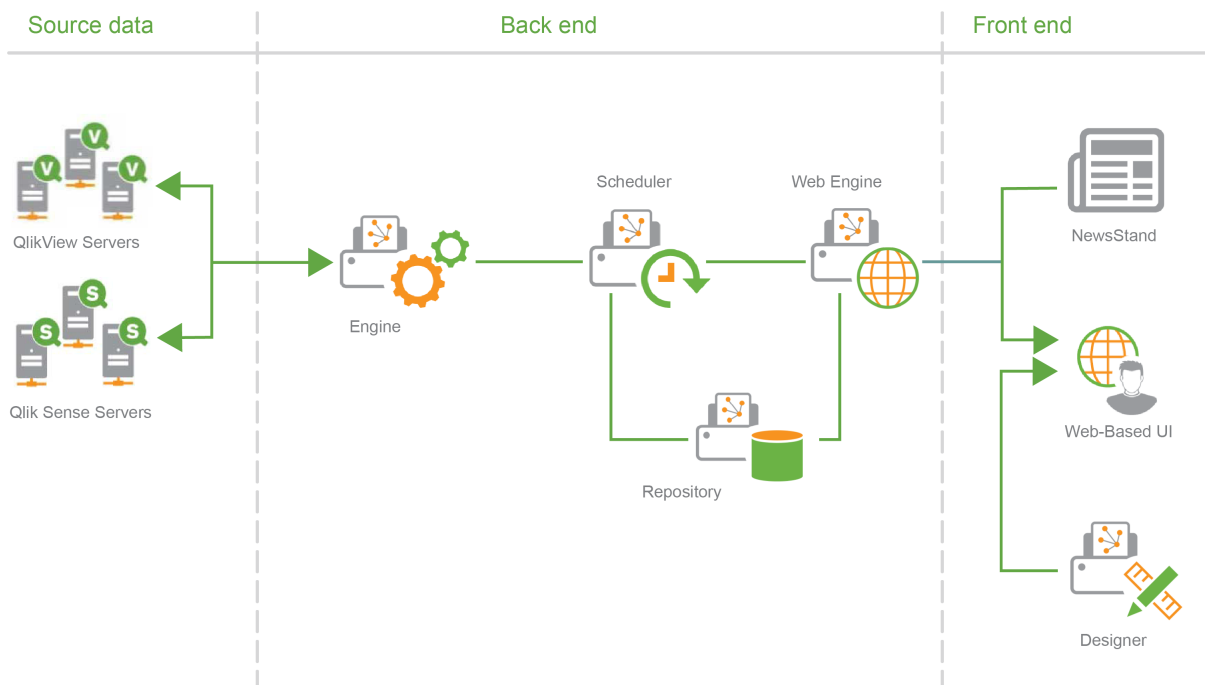 Source data
Back end
Front end
V
V
V
QlikView Servers
S
S
S
Qlik Sense Servers
Engine
Scheduler
Web Engine
Repository
NewsStand
Web-Based UI
Designer